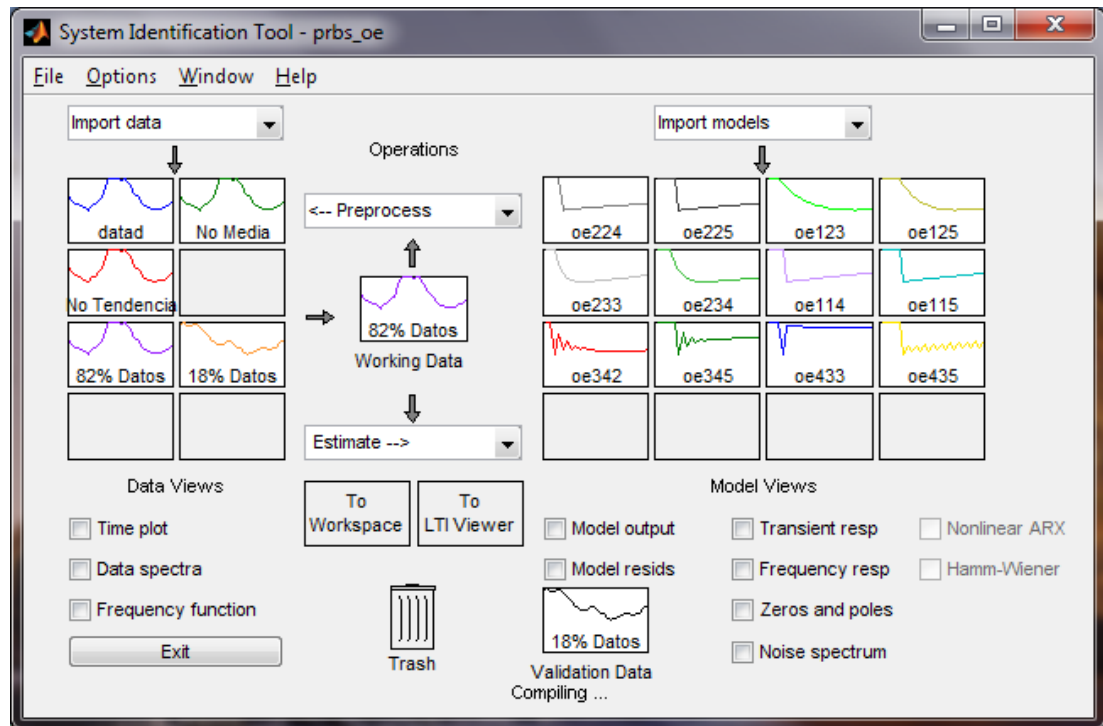 System Identification Tool - prbs_oe
File Options Window Help
Import data
Import models
Operations
datad
No Media
<-- Preprocess
oe224
oe225
oe123
oe125
No Tendencia
oe233
oe234
oe114
oe115
82% Datos
Working Data
82% Datos
18% Datos
oe342
oe345
oe433
oe435
Estimate -->
Data Views
Model Views
To
Workspace
To
LTI Viewer
Time plot
Model output
Transient resp
Nonlinear ARX
Data spectra
Model resids
Frequency resp
Hamm-Wiener
Frequency function
Zeros and poles
Exit
Trash
18% Datos
Validation Data
Noise spectrum
Compiling ...